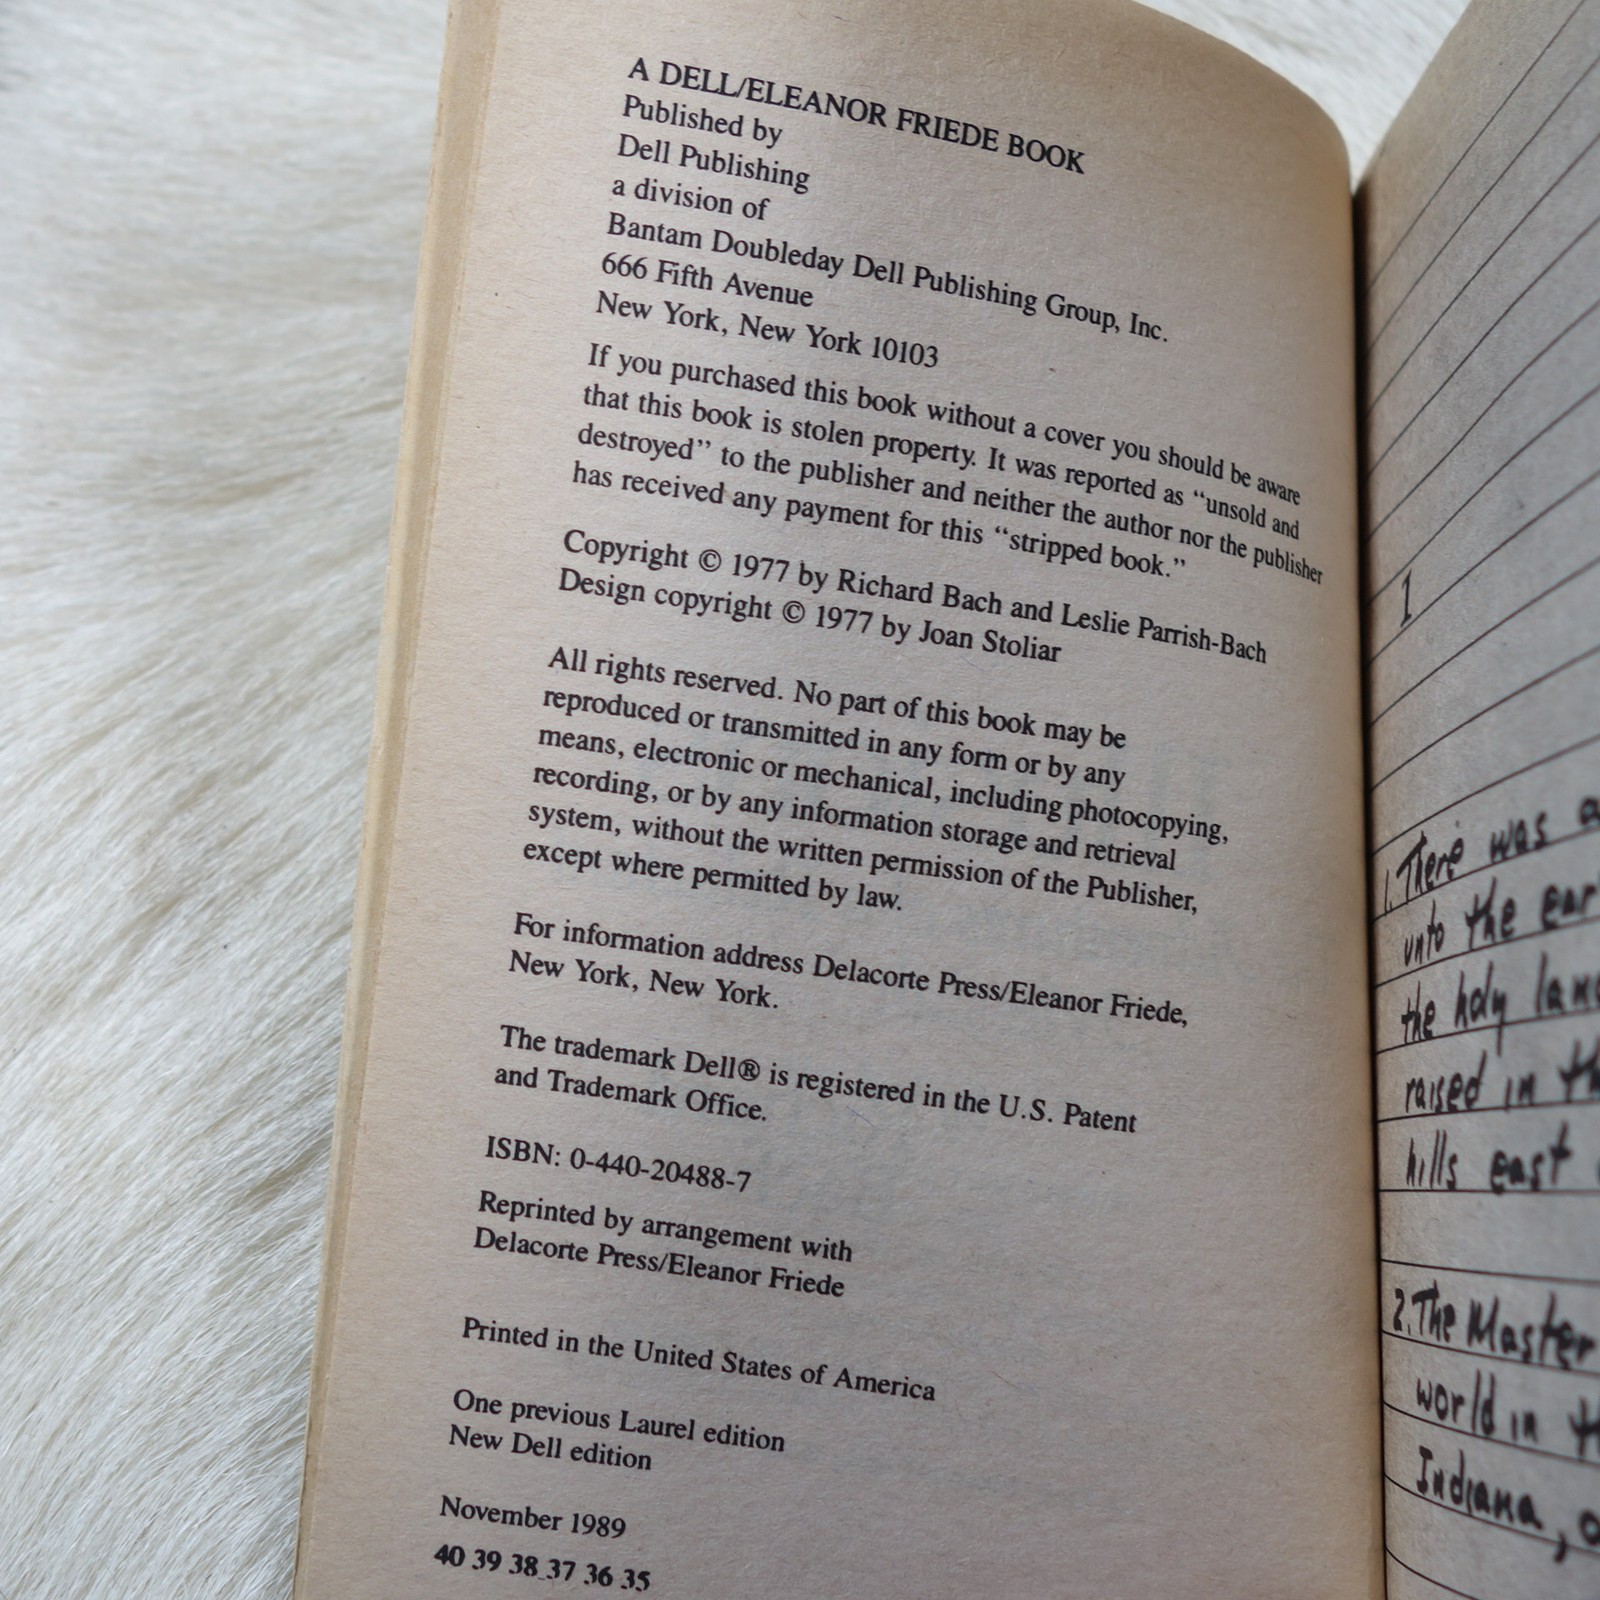 A DELL/ELEANOR FRIEDE BOOK
Published by
Dell Publishing
a division of
Bantam Doubleday Dell Publishing Group, Inc.
666 Fifth Avenue
New York, New York 10103
If you purchased this book without a cover you should be aware
that this book is stolen property. It was reported as “unsold and
destroyed” to the publisher and neither the author nor the publisher
has received any payment for this “stripped book.”
Copyright © 1977 by Richard Bach and Leslie Parrish-Bach
Design copyright © 1977 by Joan Stoliar
All rights reserved. No part of this book may be
reproduced or transmitted in any form or by any
means, electronic or mechanical, including photocopying,
recording, or by any information storage and retrieval
system, without the written permission of the Publisher,
except where permitted by law.
For information address Delacorte Press/Eleanor Friede,
New York, New York.
The trademark Dell® is registered in the U.S. Patent
and Trademark Office.
ISBN: 0-440-20488-7
Reprinted by arrangement with
Delacorte Press/Eleanor Friede
Printed in the United States of America
One previous Laurel edition
New Dell edition
November 1989
40 39 38 37 36 35
1
1. There was
unto the
the holy
raised in
hills east
2. The Master
world in
Indiana,